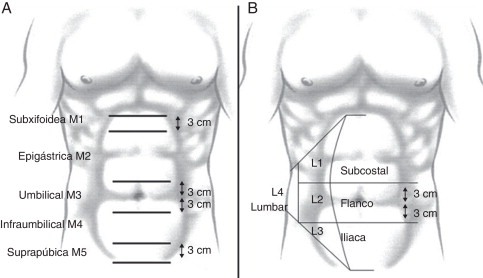 A
Subxifoidea M1
3 cm
Epigástrica M2
Umbilical M3
3 cm
3 cm
Infraumbilical M4
Suprapúbica M5
3 cm
B
L1
Subcostal
L4
Lumbar
L2
Flanco
3 cm
3 cm
L3
Iliaca